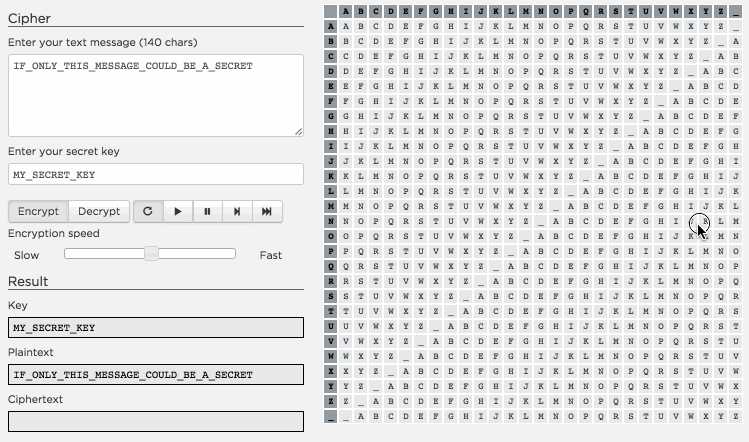 Cipher
Enter your text message (140 chars)
IF_ONLY_THIS_MESSAGE_COULD_BE_A_SECRET
Enter your secret key
MY_SECRET_KEY
Encrypt Decrypt
Encryption speed
Slow Fast
Result
Key
MY_SECRET_KEY
Plaintext
IF_ONLY_THIS_MESSAGE_COULD_BE_A_SECRET
Ciphertext
A B C D E F G H I J K L M N O P Q R S T U V W X Y Z _
A A B C D E F G H I J K L M N O P Q R S T U V W X Y Z _
B B C D E F G H I J K L M N O P Q R S T U V W X Y Z _ A
C C D E F G H I J K L M N O P Q R S T U V W X Y Z _ A B
D D E F G H I J K L M N O P Q R S T U V W X Y Z _ A B C
E E F G H I J K L M N O P Q R S T U V W X Y Z _ A B C D
F F G H I J K L M N O P Q R S T U V W X Y Z _ A B C D E
G G H I J K L M N O P Q R S T U V W X Y Z _ A B C D E F
H H I J K L M N O P Q R S T U V W X Y Z _ A B C D E F G
I I J K L M N O P Q R S T U V W X Y Z _ A B C D E F G H
J J K L M N O P Q R S T U V W X Y Z _ A B C D E F G H I
K K L M N O P Q R S T U V W X Y Z _ A B C D E F G H I J
L L M N O P Q R S T U V W X Y Z _ A B C D E F G H I J K
M M N O P Q R S T U V W X Y Z _ A B C D E F G H I J K L
N N O P Q R S T U V W X Y Z _ A B C D E F G H I J K L M
O O P Q R S T U V W X Y Z _ A B C D E F G H I J K L M N
P P Q R S T U V W X Y Z _ A B C D E F G H I J K L M N O
Q Q R S T U V W X Y Z _ A B C D E F G H I J K L M N O P
R R S T U V W X Y Z _ A B C D E F G H I J K L M N O P Q
S S T U V W X Y Z _ A B C D E F G H I J K L M N O P Q R
T T U V W X Y Z _ A B C D E F G H I J K L M N O P Q R S
U U V W X Y Z _ A B C D E F G H I J K L M N O P Q R S T
V V W X Y Z _ A B C D E F G H I J K L M N O P Q R S T U
W W X Y Z _ A B C D E F G H I J K L M N O P Q R S T U V
X X Y Z _ A B C D E F G H I J K L M N O P Q R S T U V W
Y Y Z _ A B C D E F G H I J K L M N O P Q R S T U V W X
Z Z _ A B C D E F G H I J K L M N O P Q R S T U V W X Y
_ _ A B C D E F G H I J K L M N O P Q R S T U V W X Y Z